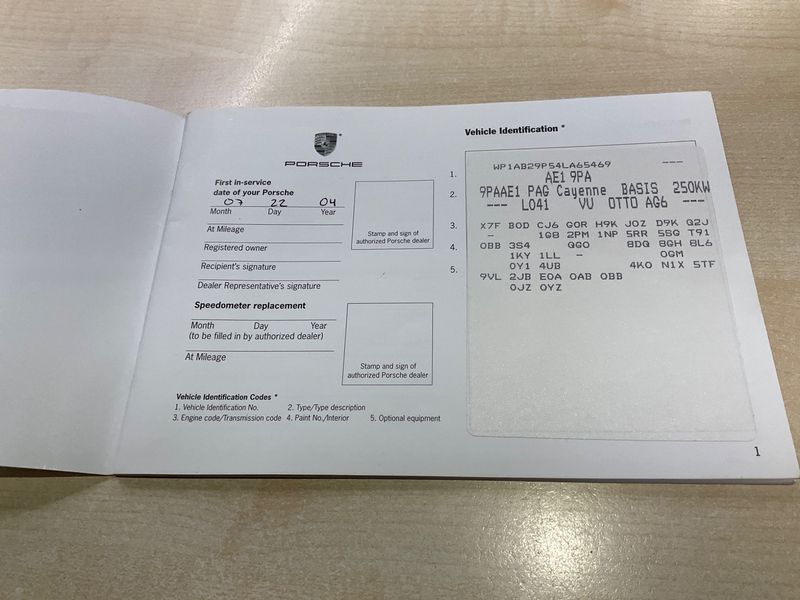 PORSCHE
First in-service
date of your Porsche
07 22 04
Month Day Year
At Mileage
Registered owner
Recipient's signature
Dealer Representative's signature
Stamp and sign of
authorized Porsche dealer
Speedometer replacement
Month Day Year
(to be filled in by authorized dealer)
At Mileage
Stamp and sign of
authorized Porsche dealer
Vehicle Identification Codes *
1. Vehicle Identification No. 2. Type/Type description
3. Engine code/Transmission code 4. Paint No./Interior 5. Optional equipment
Vehicle Identification *
1.
2.
3.
4.
5.
WP1AB29P54LA65469 ---
AE1 9PA
9PAAE1 PAG Cayenne BASIS 250KW
--- L041 VU OTTO AG6 ---
X7F B0D CJ6 G0R H9K J0Z D9K G2J
- 1G8 2PM 1NP 5RR 5SG T91
0BB 3S4 QG0 8DQ 8GH 8L6
1KY 1LL - 0GM
0Y1 4UB 4K0 N1X 5TF
9VL 2JB E0A 0AB 0BB
0JZ 0YZ
1